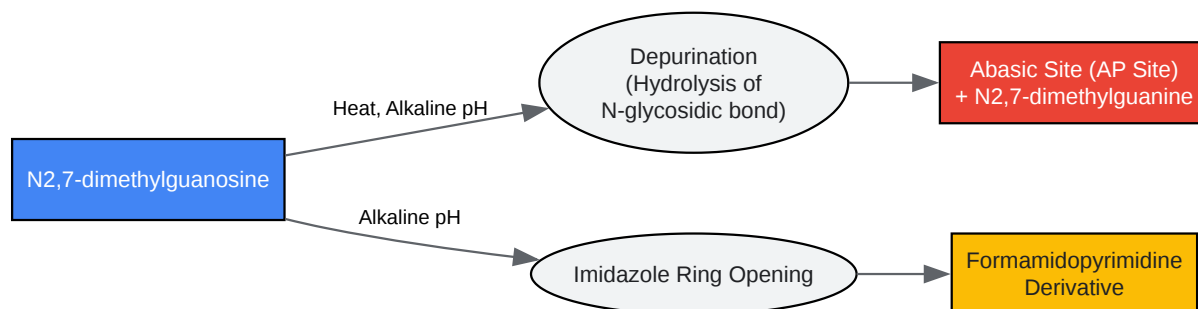 N2,7-dimethylguanosine
Heat, Alkaline pH
Depurination
(Hydrolysis of
N-glycosidic bond)
Abasic Site (AP Site)
+ N2,7-dimethylguanine
Alkaline pH
Imidazole Ring Opening
Formamidopyrimidine
Derivative